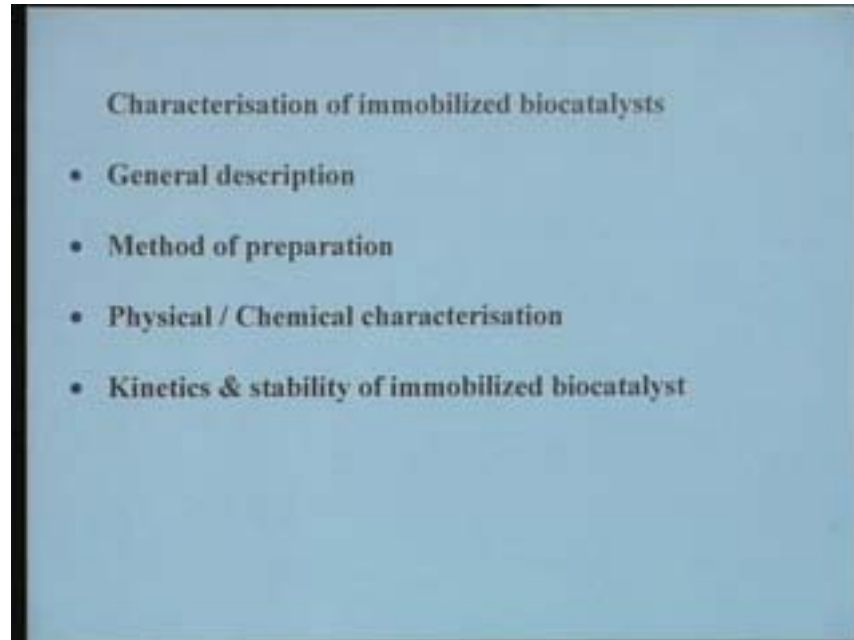 Characterisation of immobilized biocatalysts
• General description
• Method of preparation
• Physical / Chemical characterisation
• Kinetics & stability of immobilized biocatalyst